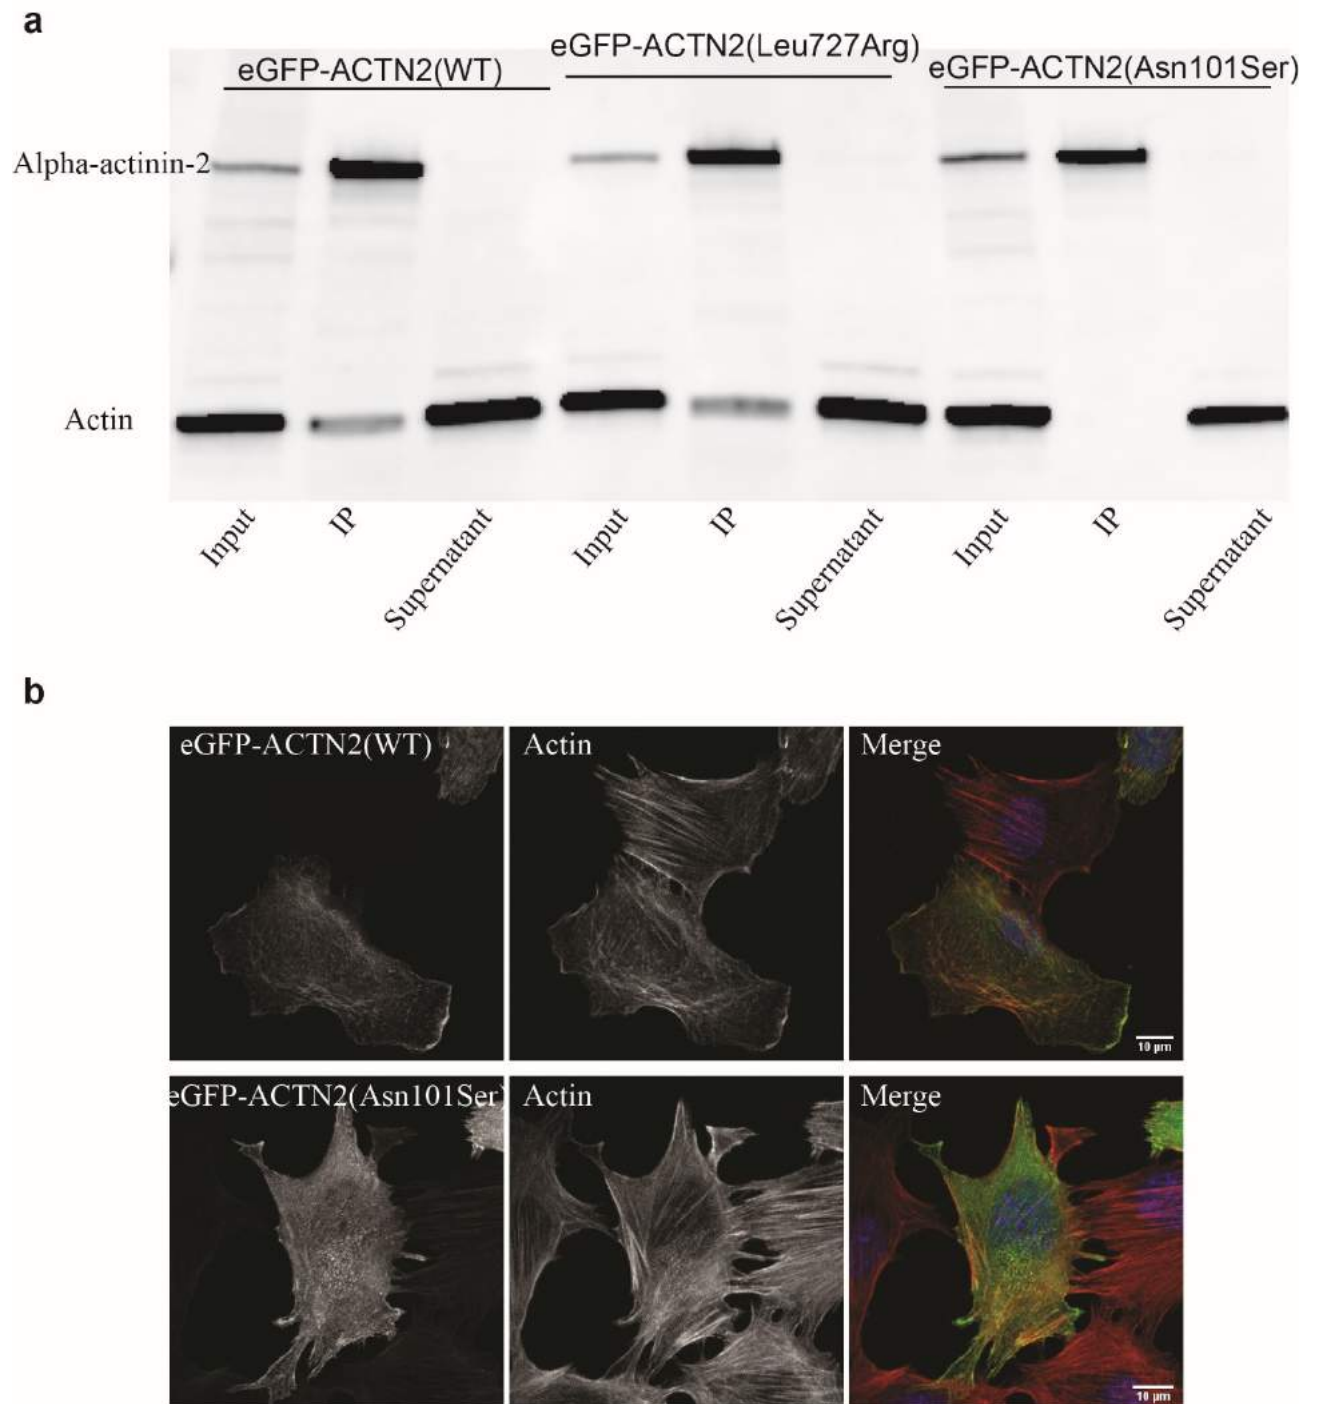 a
eGFP-ACTN2(WT)
eGFP-ACTN2(Leu727Arg)
eGFP-ACTN2(Asn101Ser)
Alpha-actinin-2
Actin
Input
IP
Supernatant
Input
IP
Supernatant
Input
IP
Supernatant
b
eGFP-ACTN2(WT)
Actin
Merge
10 µm
eGFP-ACTN2(Asn101Ser)
Actin
Merge
10 µm